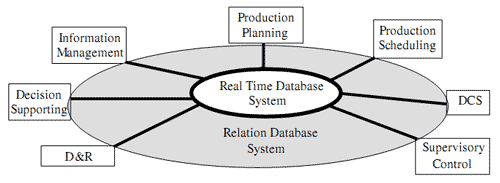 Production
Planning
Information
Management
Production
Scheduling
Decision
Supporting
Real Time Database
System
DCS
Relation Database
System
D&R
Supervisory
Control